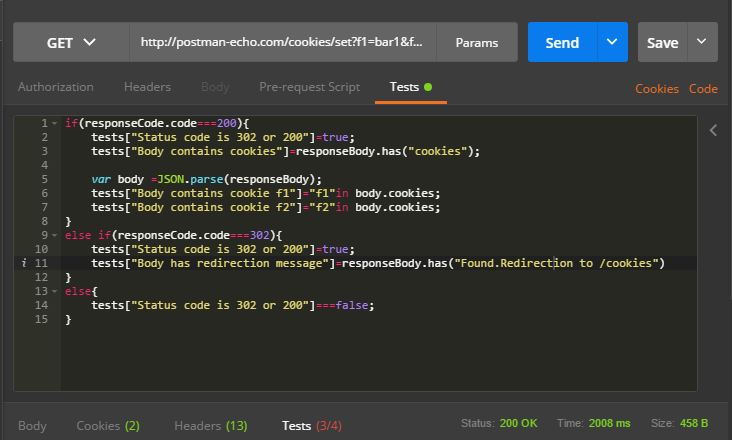 GET http://postman-echo.com/cookies/set?f1=bar1&f... Params Send Save
Authorization Headers Body Pre-request Script Tests Cookies Code
1 if(responseCode.code===200){
2 tests["Status code is 302 or 200"]=true;
3 tests["Body contains cookies"]=responseBody.has("cookies");
4
5 var body =JSON.parse(responseBody);
6 tests["Body contains cookie f1"]="f1"in body.cookies;
7 tests["Body contains cookie f2"]="f2"in body.cookies;
8 }
9 else if(responseCode.code===302){
10 tests["Status code is 302 or 200"]=true;
i 11 tests["Body has redirection message"]=responseBody.has("Found.Redirection to /cookies")
12 }
13 else{
14 tests["Status code is 302 or 200"]===false;
15 }
Body Cookies (2) Headers (13) Tests (3/4) Status: 200 OK Time: 2008 ms Size: 458 B